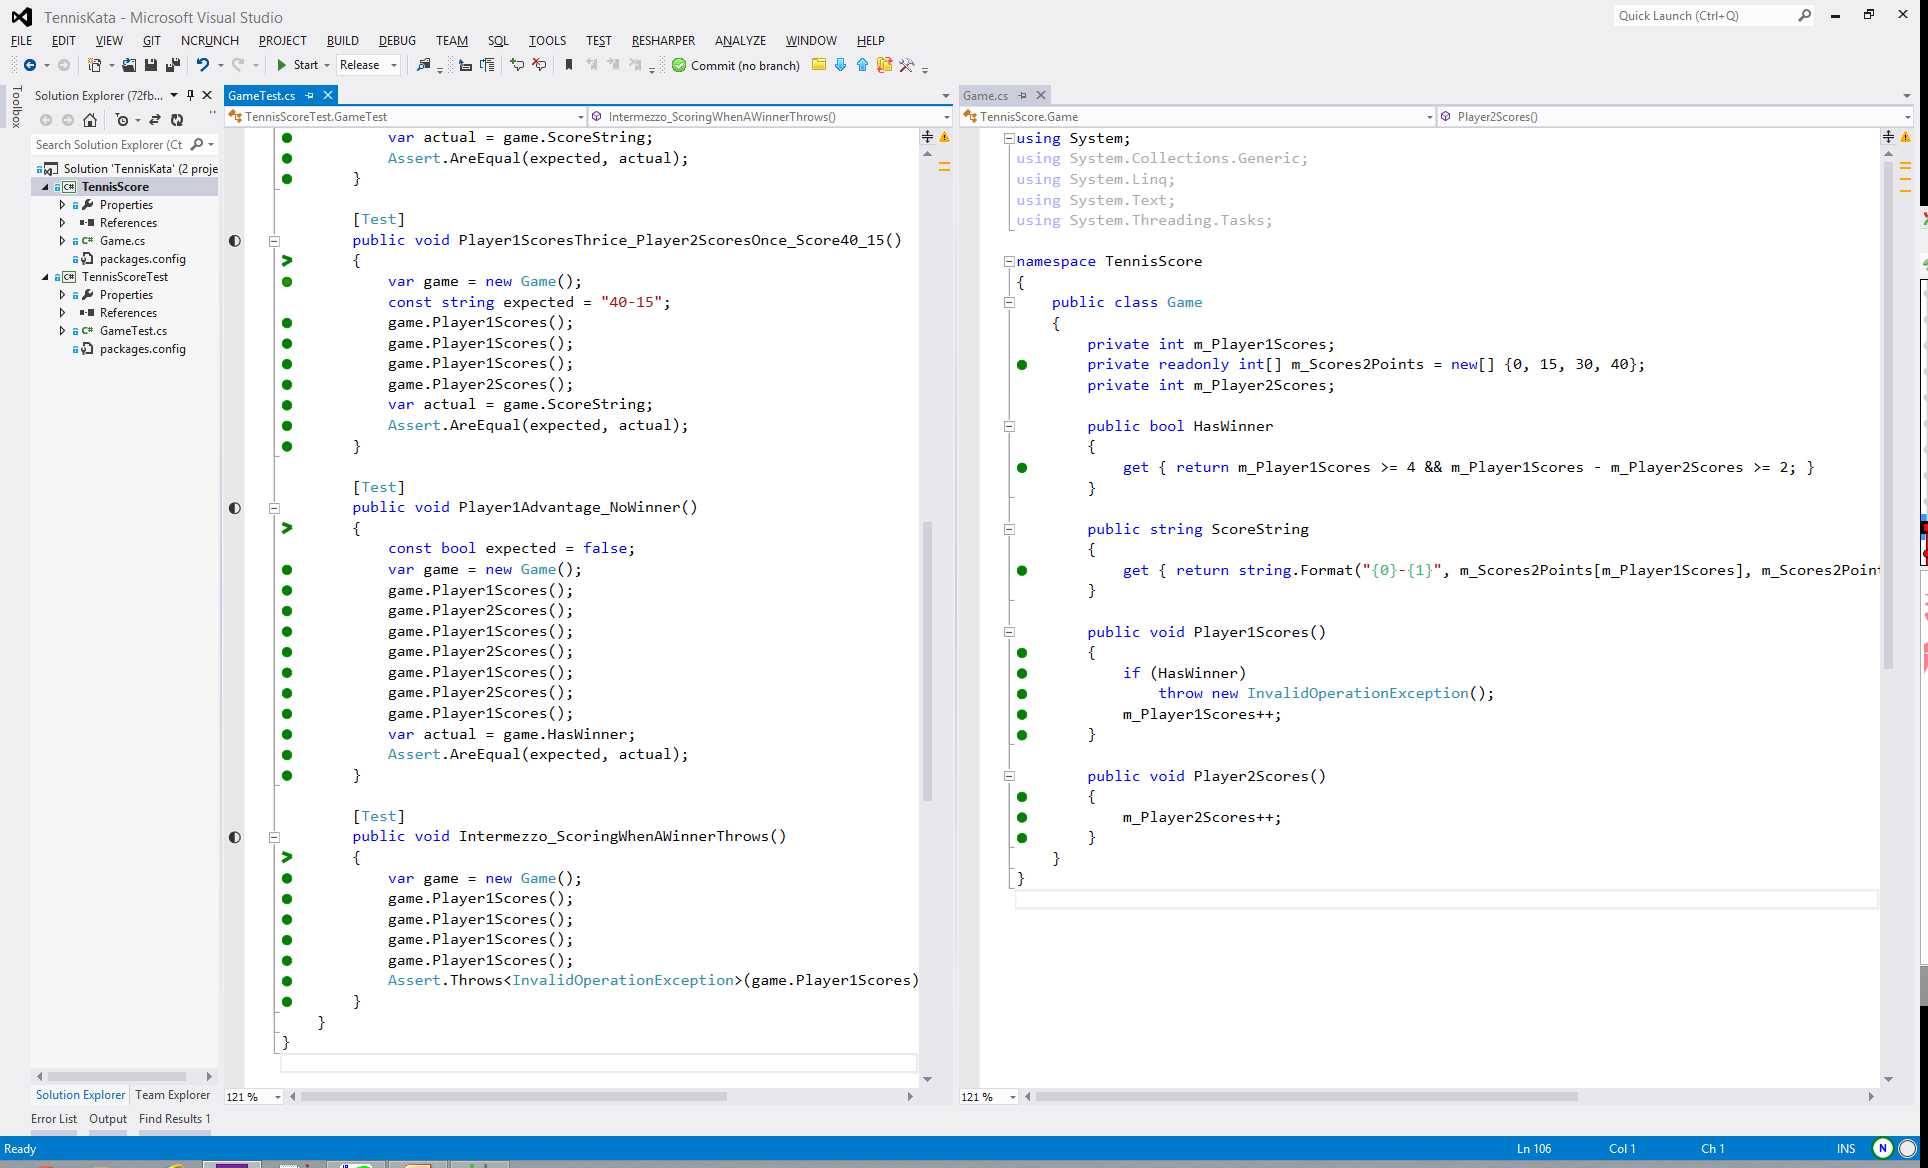 TennisKata - Microsoft Visual Studio
Quick Launch (Ctrl+Q)
FILE EDIT VIEW GIT NCRUNCH PROJECT BUILD DEBUG TEAM SQL TOOLS TEST RESHARPER ANALYZE WINDOW HELP
Start Release Commit (no branch)
Toolbox
Solution Explorer (72fb...
Search Solution Explorer (Ct
Solution 'TennisKata' (2 proje
TennisScore
Properties
References
C# Game.cs
packages.config
TennisScoreTest
Properties
References
C# GameTest.cs
packages.config
Solution Explorer Team Explorer
GameTest.cs
TennisScoreTest.GameTest Intermezzo_ScoringWhenAWinnerThrows()
var actual = game.ScoreString;
Assert.AreEqual(expected, actual);
}
[Test]
public void Player1ScoresThrice_Player2ScoresOnce_Score40_15()
{
var game = new Game();
const string expected = "40-15";
game.Player1Scores();
game.Player1Scores();
game.Player1Scores();
game.Player2Scores();
var actual = game.ScoreString;
Assert.AreEqual(expected, actual);
}
[Test]
public void Player1Advantage_NoWinner()
{
const bool expected = false;
var game = new Game();
game.Player1Scores();
game.Player2Scores();
game.Player1Scores();
game.Player2Scores();
game.Player1Scores();
game.Player2Scores();
game.Player1Scores();
var actual = game.HasWinner;
Assert.AreEqual(expected, actual);
}
[Test]
public void Intermezzo_ScoringWhenAWinnerThrows()
{
var game = new Game();
game.Player1Scores();
game.Player1Scores();
game.Player1Scores();
game.Player1Scores();
Assert.Throws<InvalidOperationException>(game.Player1Scores)
}
}
}
121 %
Game.cs
TennisScore.Game Player2Scores()
using System;
using System.Collections.Generic;
using System.Linq;
using System.Text;
using System.Threading.Tasks;
namespace TennisScore
{
public class Game
{
private int m_Player1Scores;
private readonly int[] m_Scores2Points = new[] {0, 15, 30, 40};
private int m_Player2Scores;
public bool HasWinner
{
get { return m_Player1Scores >= 4 && m_Player1Scores - m_Player2Scores >= 2; }
}
public string ScoreString
{
get { return string.Format("{0}-{1}", m_Scores2Points[m_Player1Scores], m_Scores2Poin
}
public void Player1Scores()
{
if (HasWinner)
throw new InvalidOperationException();
m_Player1Scores++;
}
public void Player2Scores()
{
m_Player2Scores++;
}
}
}
121 %
Error List Output Find Results 1
Ready Ln 106 Col 1 Ch 1 INS N